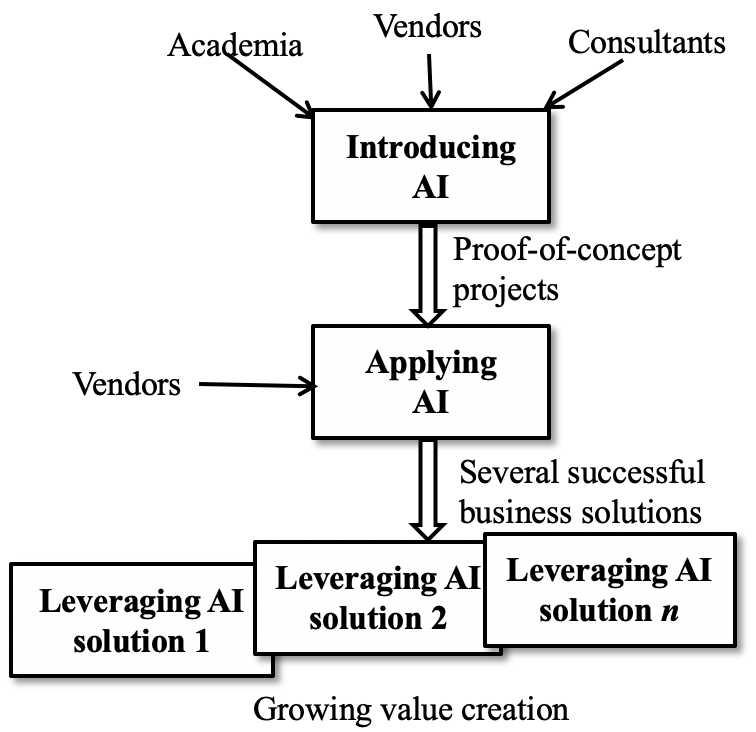 Academia
Vendors
Consultants
Introducing
AI
Proof-of-concept
projects
Applying
AI
Vendors
Several successful
business solutions
Leveraging AI
solution 1
Leveraging AI
solution 2
Leveraging AI
solution n
Growing value creation